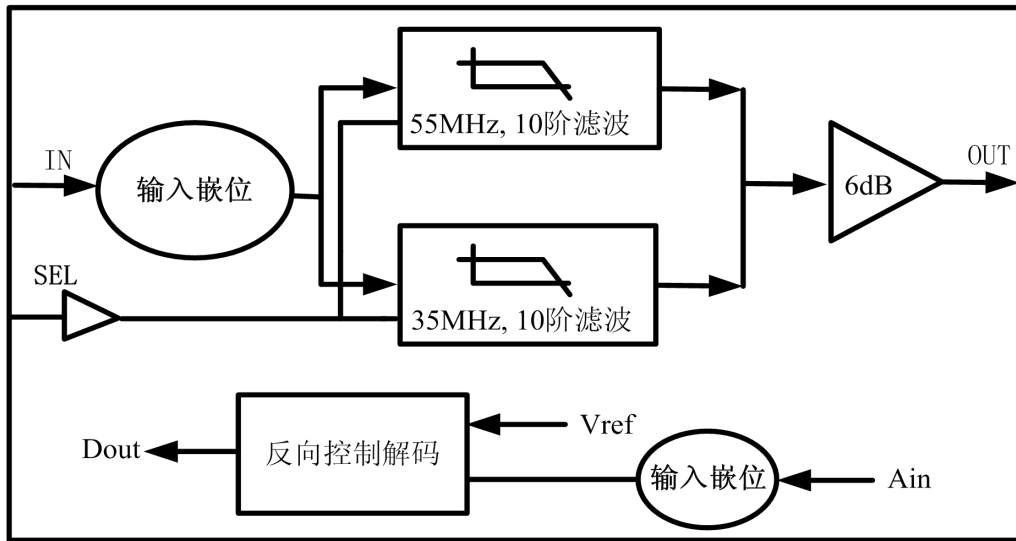 55MHz, 10阶滤波
IN
输入嵌位
6dB
OUT
SEL
35MHz, 10阶滤波
Dout
反向控制解码
Vref
输入嵌位
Ain